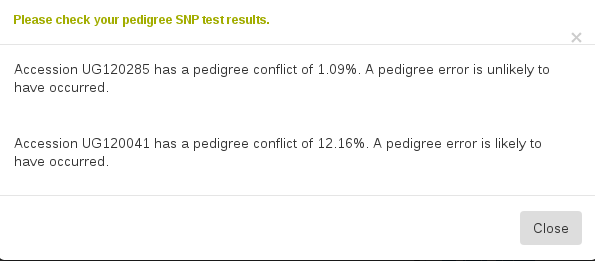 Please check your pedigree SNP test results.
×
Accession UG120285 has a pedigree conflict of 1.09%. A pedigree error is unlikely to
have occurred.
Accession UG120041 has a pedigree conflict of 12.16%. A pedigree error is likely to
have occurred.
Close